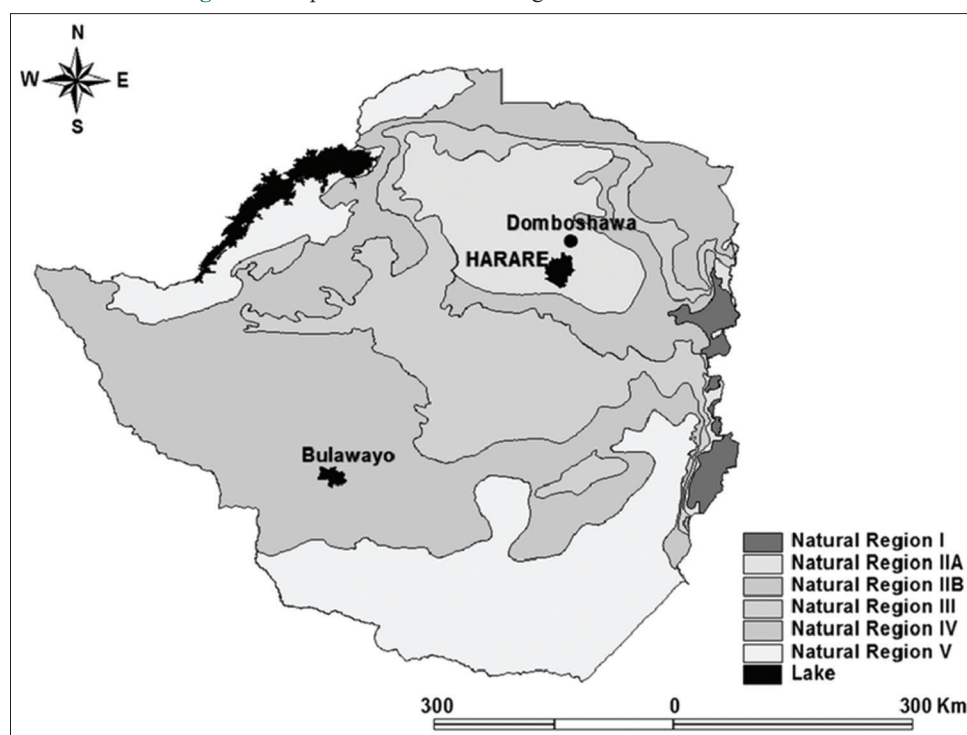 N
W E
S
Domboshawa
HARARE
Bulawayo
Natural Region I
Natural Region IIA
Natural Region IIB
Natural Region III
Natural Region IV
Natural Region V
Lake
300 0 300 Km